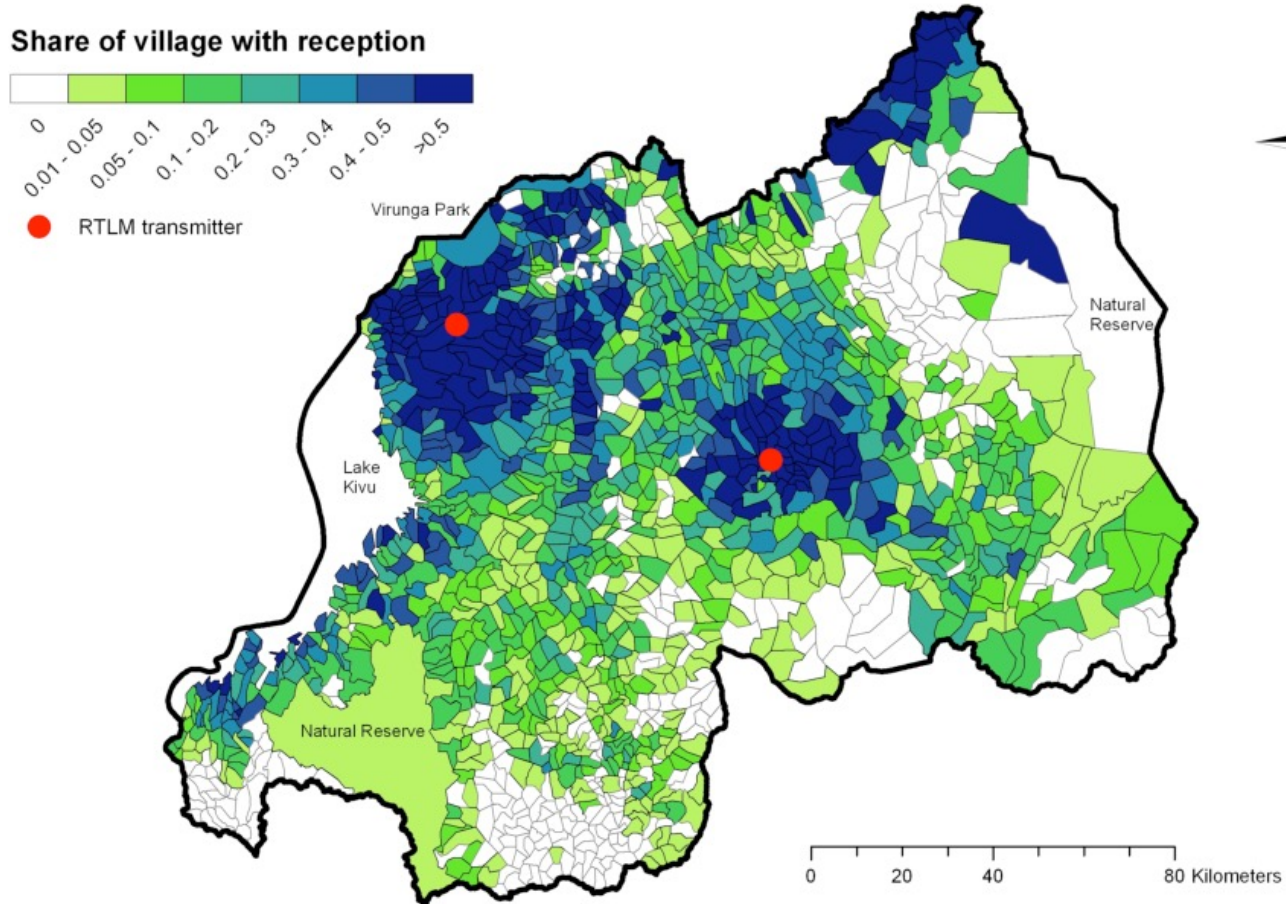 Share of village with reception
0
0.01 - 0.05
0.05 - 0.1
0.1 - 0.2
0.2 - 0.3
0.3 - 0.4
0.4 - 0.5
>0.5
RTLM transmitter
Virunga Park
Natural
Reserve
Lake
Kivu
Natural Reserve
0 20 40 80 Kilometers